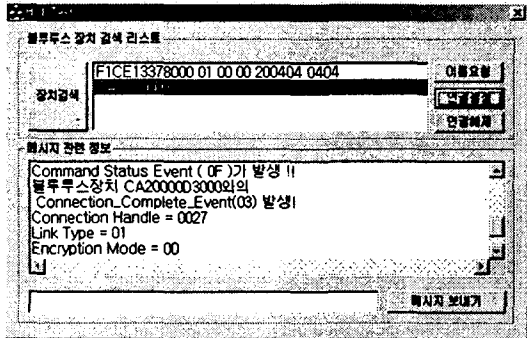 블루투스 장치 검색 리스트
장치검색
F1CE13378000 01 00 00 200404 0404
이름요청
연결해제
메시지 관련 정보
Command Status Event ( 0F )가 발생 !!
블루투스장치 CA20000D3000와의
Connection_Complete_Event(03) 발생!
Connection Handle = 0027
Link Type = 01
Encryption Mode = 00
메시지 보내기